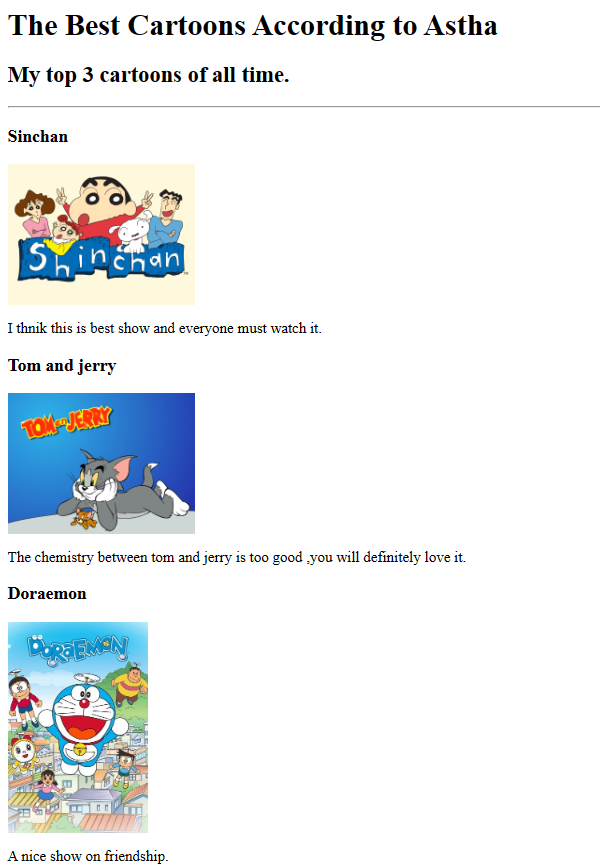 The Best Cartoons According to Astha
My top 3 cartoons of all time.
Sinchan
Shinchan
I thnik this is best show and everyone must watch it.
Tom and jerry
TOM en JERRY
The chemistry between tom and jerry is too good ,you will definitely love it.
Doraemon
DORAEMON
A nice show on friendship.